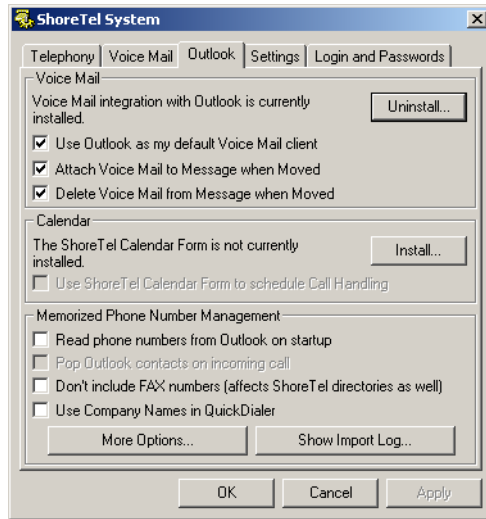 ShoreTel System
Telephony Voice Mail Outlook Settings Login and Passwords
Voice Mail
Voice Mail integration with Outlook is currently
installed.
Uninstall...
Use Outlook as my default Voice Mail client
Attach Voice Mail to Message when Moved
Delete Voice Mail from Message when Moved
Calendar
The ShoreTel Calendar Form is not currently
installed.
Install...
Use ShoreTel Calendar Form to schedule Call Handling
Memorized Phone Number Management
Read phone numbers from Outlook on startup
Pop Outlook contacts on incoming call
Don't include FAX numbers (affects ShoreTel directories as well)
Use Company Names in QuickDialer
More Options... Show Import Log...
OK Cancel Apply